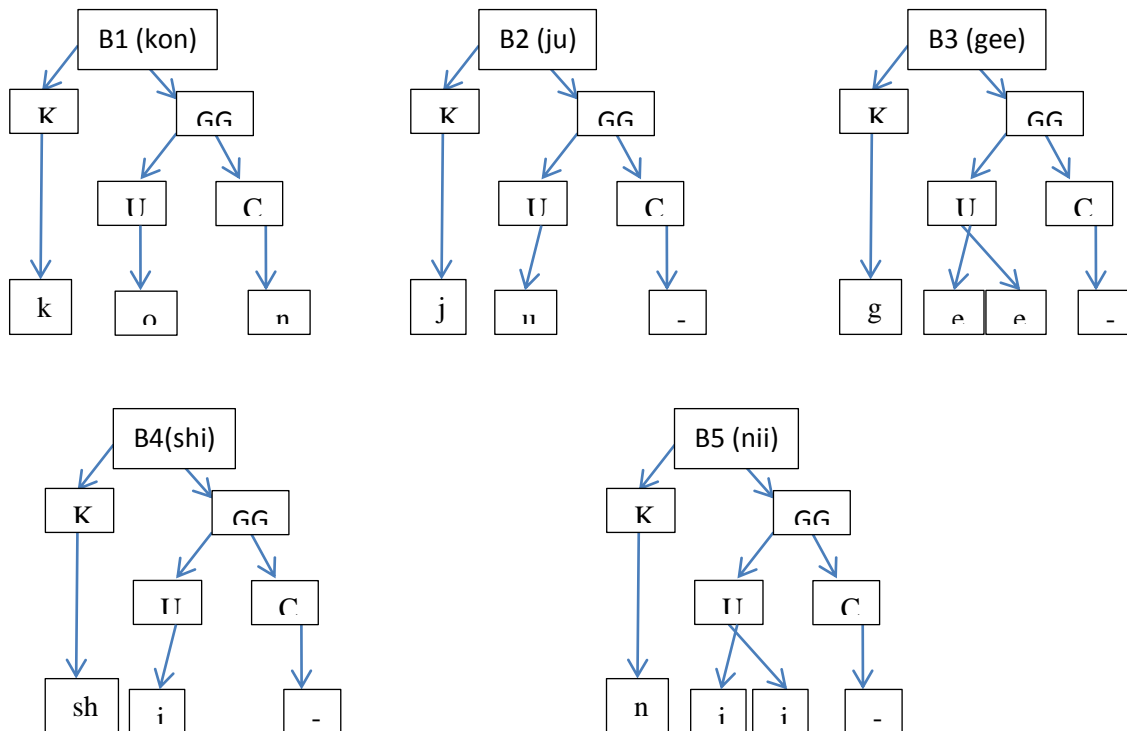 B1 (kon) B2 (ju) B3 (gee)
K GG K GG K GG
U C U C U C
k o n j u - g e e -
B4(shi) B5 (nii)
K GG K GG
U C U C
sh i - n i i -